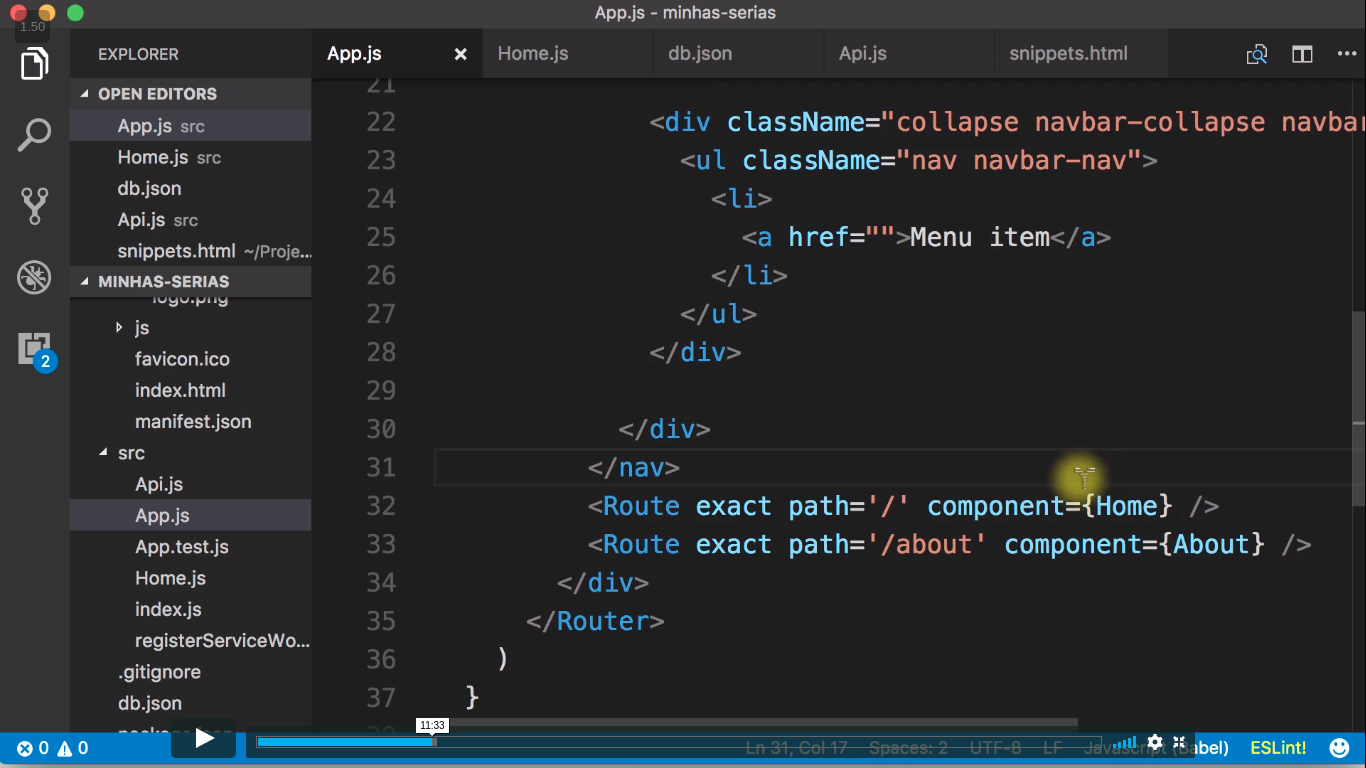 App.js - minhas-serias
1.50
EXPLORER
App.js Home.js db.json Api.js snippets.html
OPEN EDITORS
App.js src
Home.js src
db.json
Api.js src
snippets.html ~/Proje...
MINHAS-SERIAS
logo.png
js
favicon.ico
index.html
manifest.json
src
Api.js
App.js
App.test.js
Home.js
index.js
registerServiceWo...
.gitignore
db.json
2
21
22 <div className="collapse navbar-collapse navbar
23 <ul className="nav navbar-nav">
24 <li>
25 <a href="">Menu item</a>
26 </li>
27 </ul>
28 </div>
29
30 </div>
31 </nav>
32 <Route exact path='/' component={Home} />
33 <Route exact path='/about' component={About} />
34 </div>
35 </Router>
36 )
37 }
11:33
0 0 Ln 31, Col 17 Spaces: 2 UTF-8 LF Javascript (Babel) ESLint!